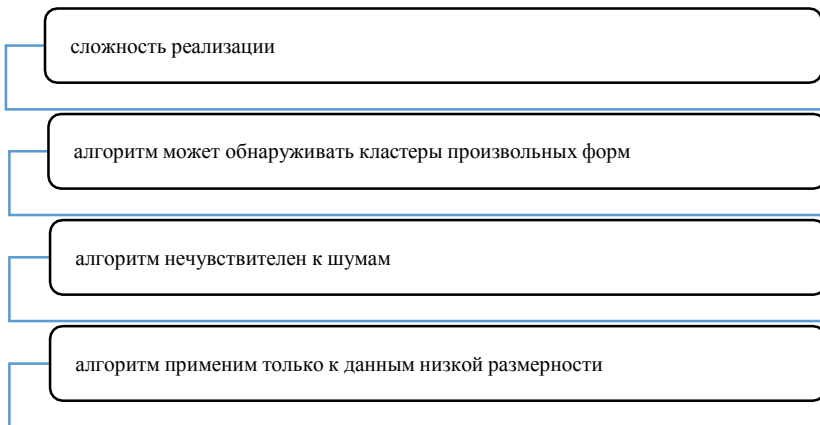 сложность реализации
алгоритм может обнаруживать кластеры произвольных форм
алгоритм нечувствителен к шумам
алгоритм применим только к данным низкой размерности